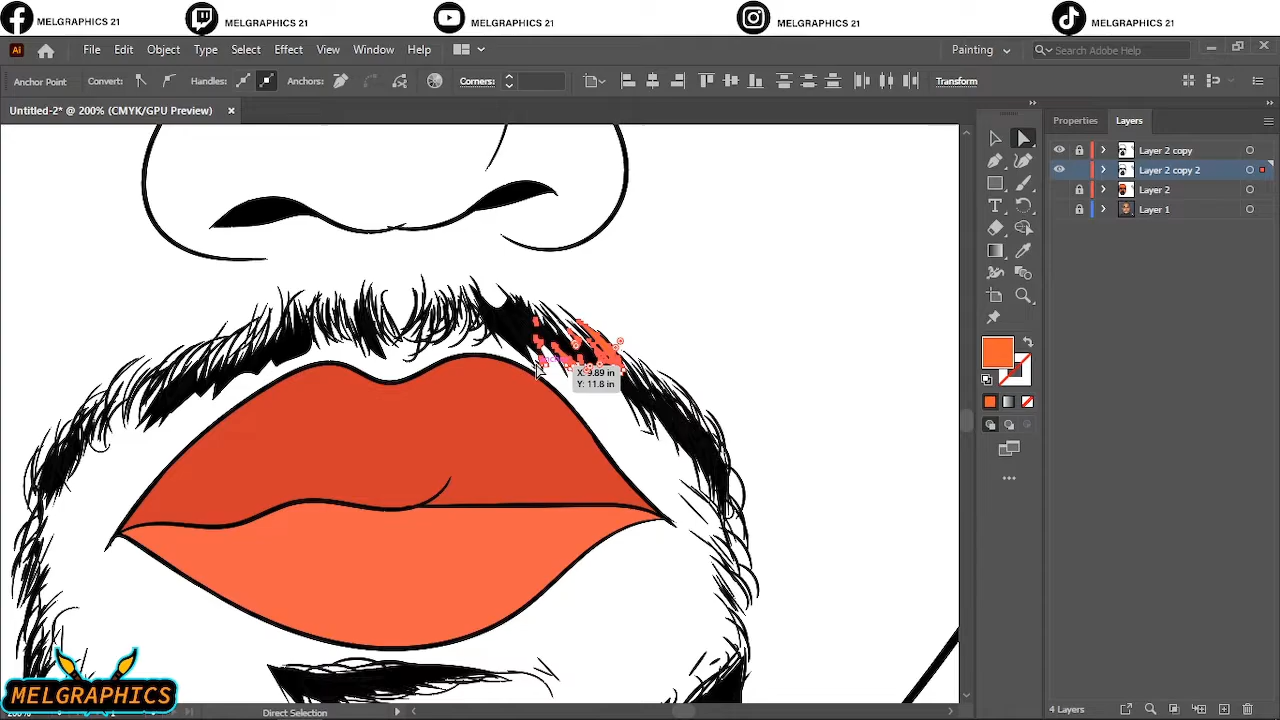 MELGRAPHICS 21
MELGRAPHICS 21
MELGRAPHICS 21
MELGRAPHICS 21
MELGRAPHICS 21
Ai
File Edit Object Type Select Effect View Window Help
Painting
Search Adobe Help
Anchor Point
Convert:
Handles:
Anchors:
Corners:
Transform
Untitled-2* @ 200% (CMYK/GPU Preview)
Properties
Layers
Layer 2 copy
Layer 2 copy 2
Layer 2
Layer 1
X: 9.89 in
Y: 11.8 in
MELGRAPHICS
Direct Selection
4 Layers